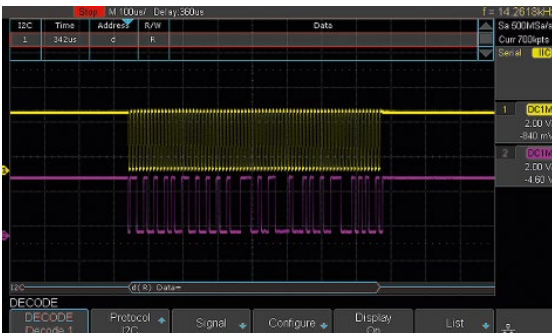 Stop M 100us/ Delay:360us f = 14.2618kHz
I2C Time Address R/W Data Sa 500MSa/s
1 342us d R Curr 700kpts
Serial IIC
1 DC1M
2.00 V/
-840 mV
2 DC1M
2.00 V/
-4.60 V
I2C d(R) Data=
DECODE
DECODE Protocol Signal Configure Display List
Decode 1 I2C On